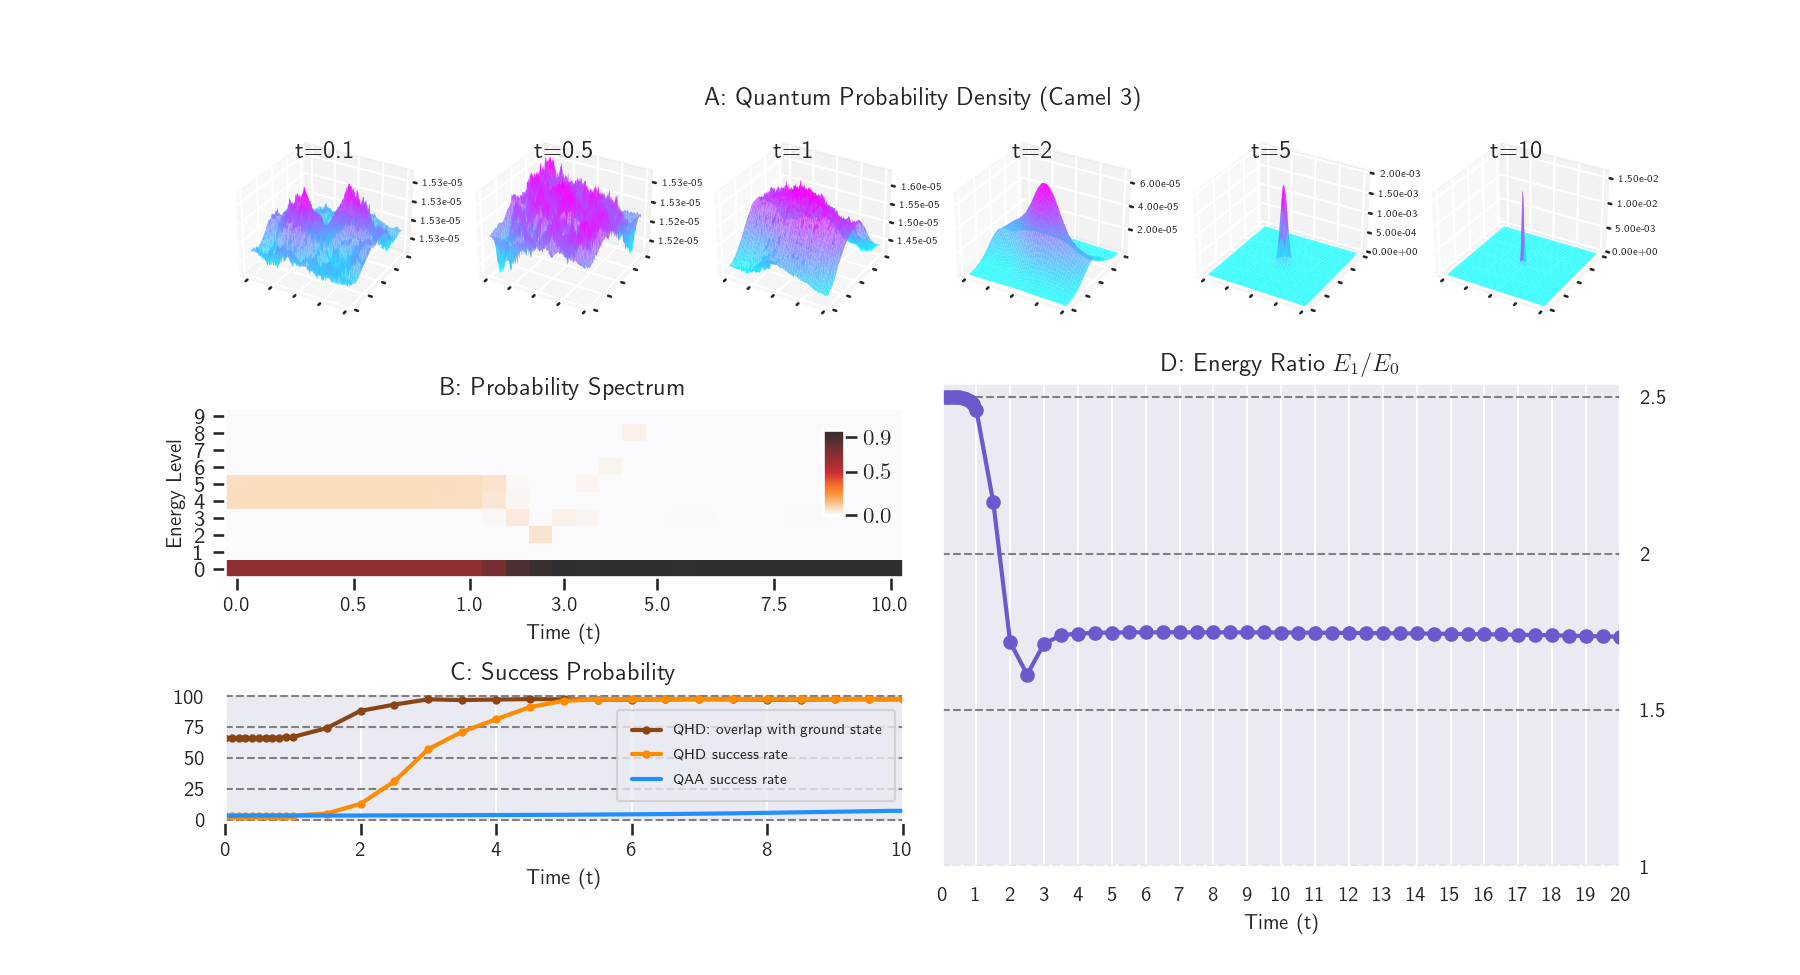 A: Quantum Probability Density (Camel 3)
t=0.1 t=0.5 t=1 t=2 t=5 t=10
1.53e-05
1.53e-05
1.53e-05
1.53e-05
1.53e-05
1.53e-05
1.52e-05
1.52e-05
1.60e-05
1.55e-05
1.50e-05
1.45e-05
6.00e-05
4.00e-05
2.00e-05
2.00e-03
1.50e-03
1.00e-03
5.00e-04
0.00e+00
1.50e-02
1.00e-02
5.00e-03
0.00e+00
B: Probability Spectrum
Energy Level
9
8
7
6
5
4
3
2
1
0
0.9
0.5
0.0
0.0 0.5 1.0 3.0 5.0 7.5 10.0
Time (t)
C: Success Probability
100
75
50
25
0
QHD: overlap with ground state
QHD success rate
QAA success rate
0 2 4 6 8 10
Time (t)
D: Energy Ratio E₁/E₀
2.5
2
1.5
1
0 1 2 3 4 5 6 7 8 9 10 11 12 13 14 15 16 17 18 19 20
Time (t)